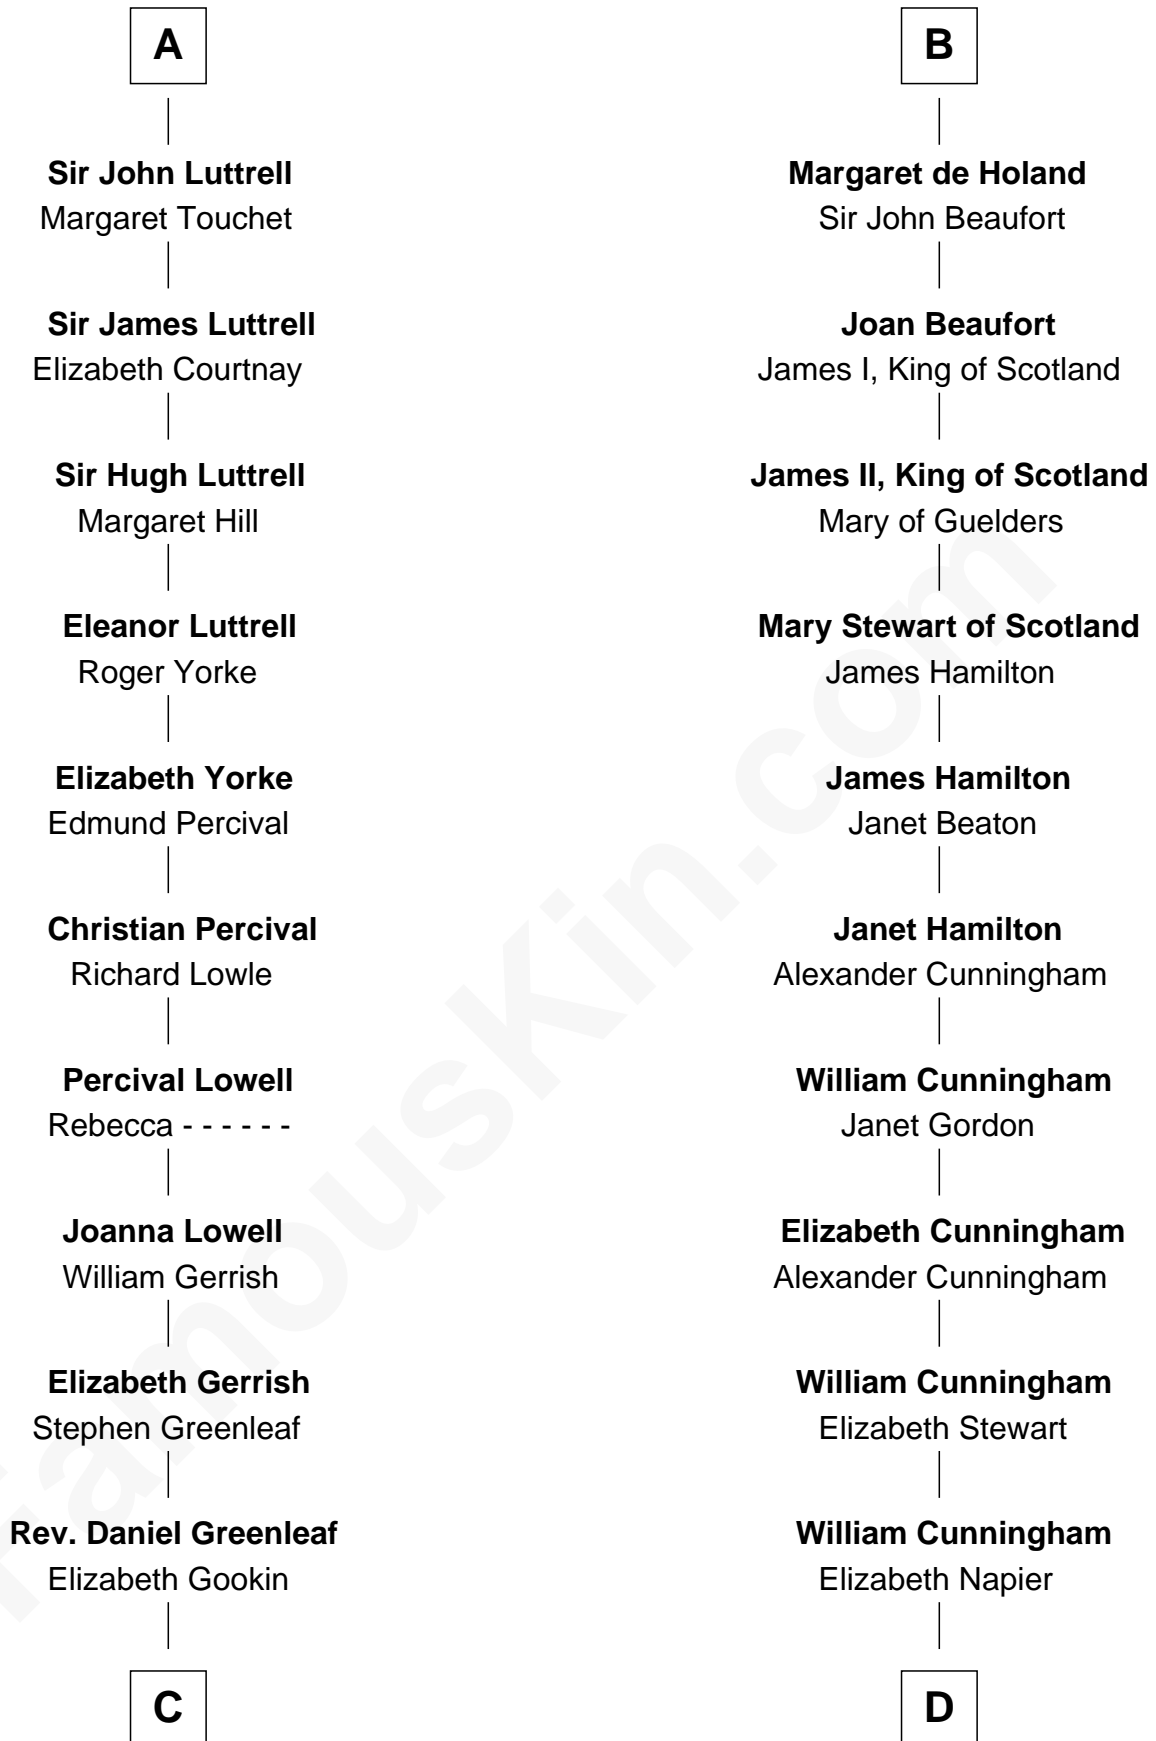 A
Sir John Luttrell
Margaret Touchet
Sir James Luttrell
Elizabeth Courtnay
Sir Hugh Luttrell
Margaret Hill
Eleanor Luttrell
Roger Yorke
Elizabeth Yorke
Edmund Percival
Christian Percival
Richard Lowle
Percival Lowell
Rebecca - - - - - -
Joanna Lowell
William Gerrish
Elizabeth Gerrish
Stephen Greenleaf
Rev. Daniel Greenleaf
Elizabeth Gookin
C
B
Margaret de Holand
Sir John Beaufort
Joan Beaufort
James I, King of Scotland
James II, King of Scotland
Mary of Guelders
Mary Stewart of Scotland
James Hamilton
James Hamilton
Janet Beaton
Janet Hamilton
Alexander Cunningham
William Cunningham
Janet Gordon
Elizabeth Cunningham
Alexander Cunningham
William Cunningham
Elizabeth Stewart
William Cunningham
Elizabeth Napier
D
FamousKin.com